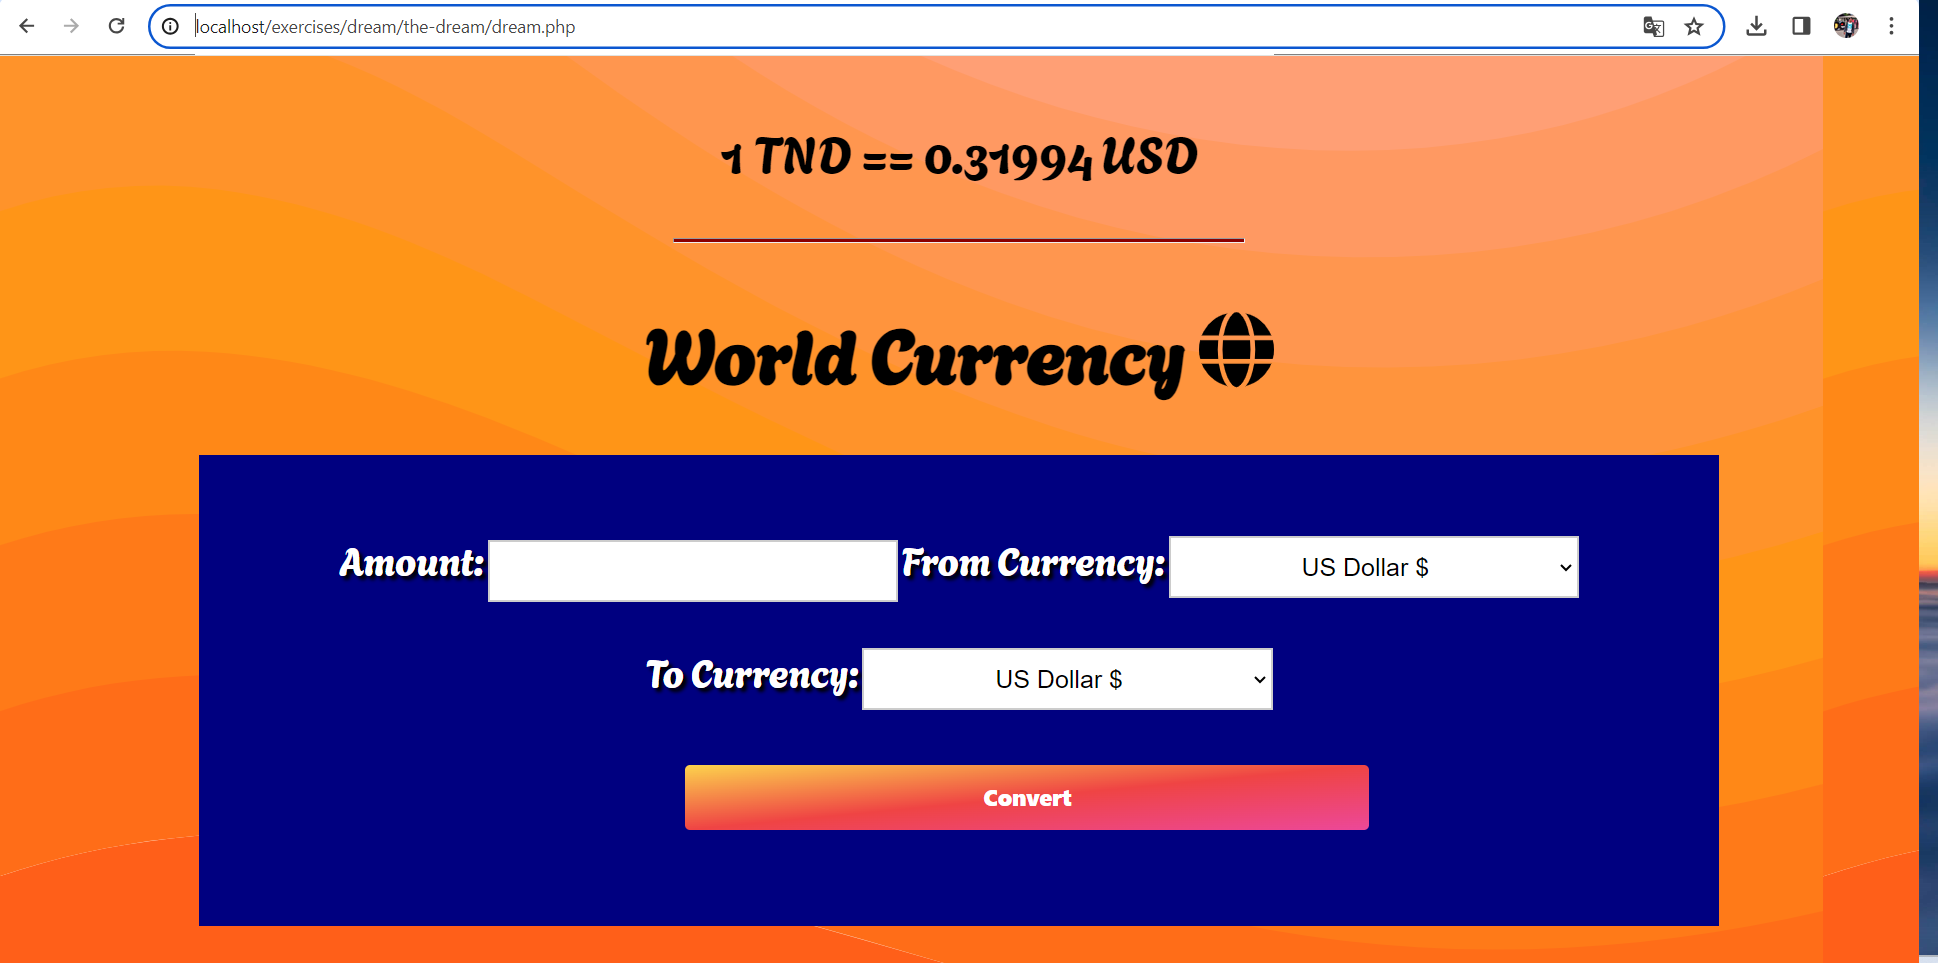 localhost/exercises/dream/the-dream/dream.php
1 TND == 0.31994 USD
World Currency
Amount: From Currency: US Dollar $
To Currency: US Dollar $
Convert